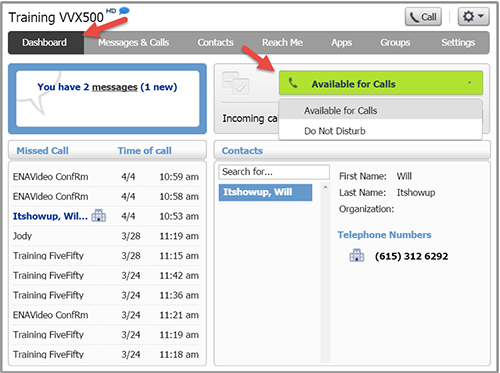 Training VVX500 HD
Call
Dashboard Messages & Calls Contacts Reach Me Apps Groups Settings
You have 2 messages (1 new)
Available for Calls
Available for Calls
Do Not Disturb
Incoming ca
Missed Call Time of call
ENAVideo ConfRm 4/4 10:59 am
ENAVideo ConfRm 4/4 10:58 am
Itshowup, Wil... 4/4 10:53 am
Jody 3/28 11:19 am
Training FiveFifty 3/28 11:15 am
Training FiveFifty 3/24 11:42 am
Training FiveFifty 3/24 11:36 am
ENAVideo ConfRm 3/24 11:21 am
Training FiveFifty 3/24 11:19 am
Training FiveFifty 3/24 11:18 am
Contacts
Search for...
Itshowup, Will
First Name: Will
Last Name: Itshowup
Organization:
Telephone Numbers
(615) 312 6292